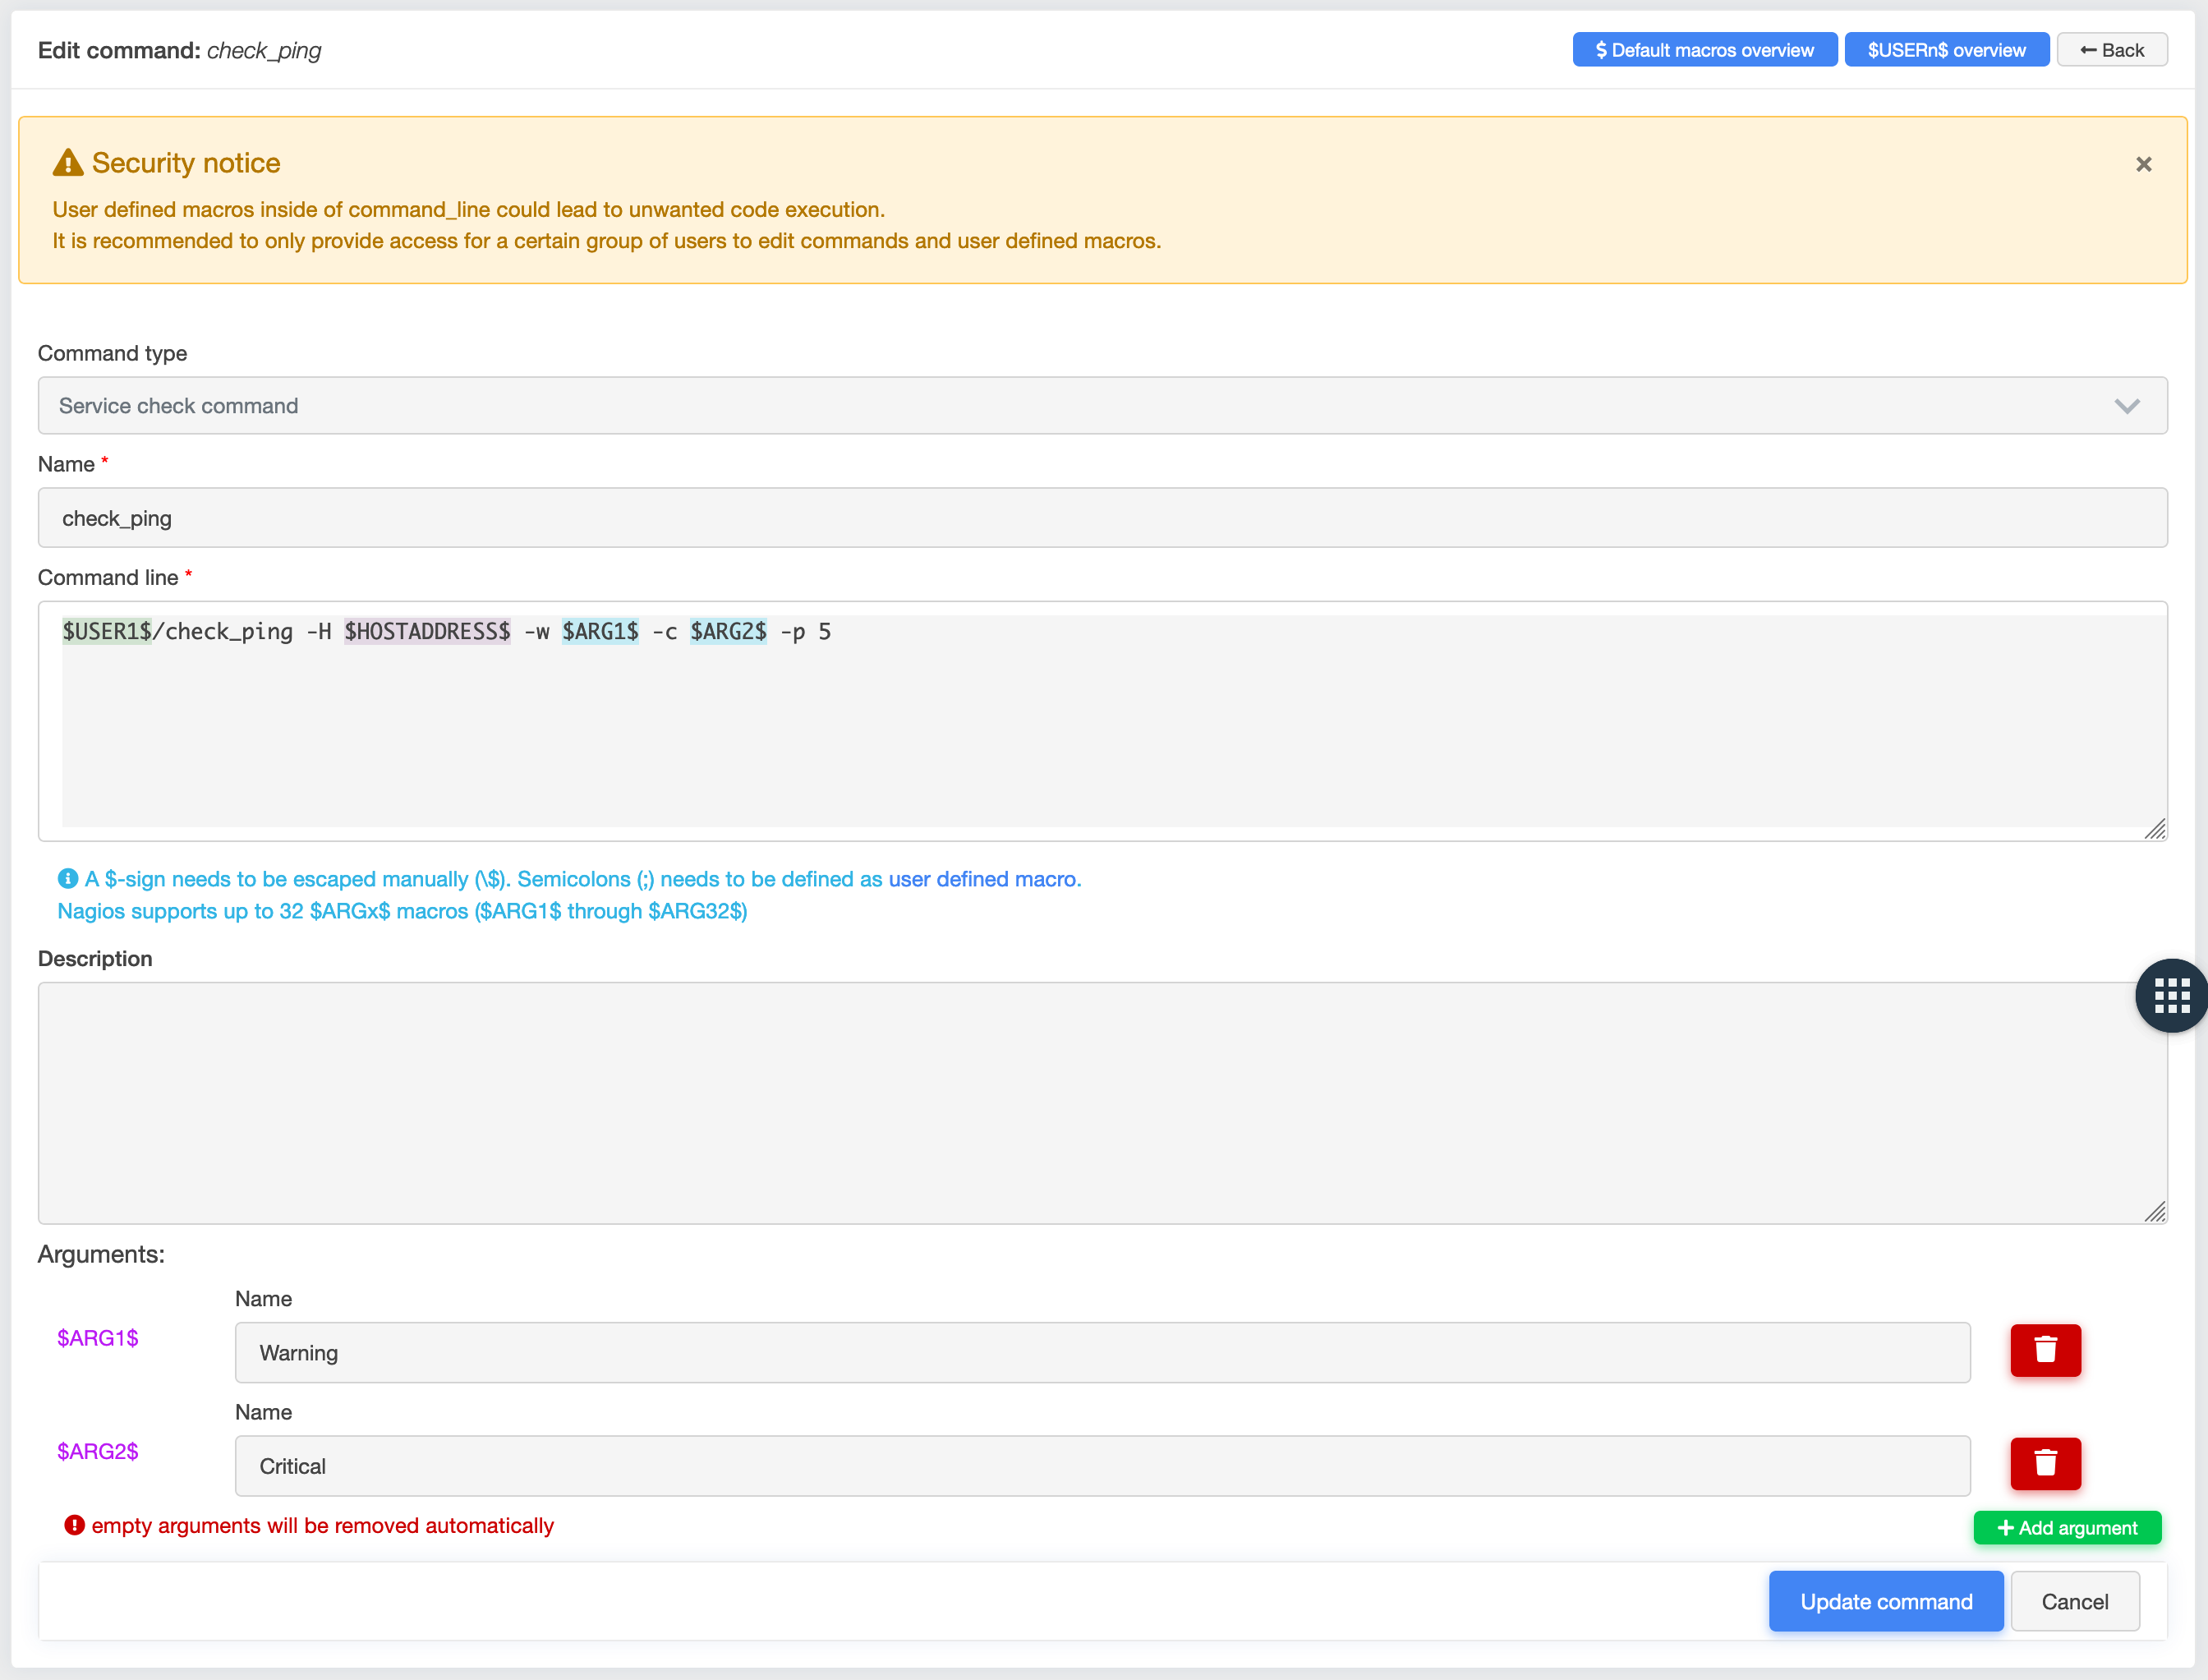 Edit command: check_ping
$ Default macros overview
$USERn$ overview
Back
Security notice
User defined macros inside of command_line could lead to unwanted code execution.
It is recommended to only provide access for a certain group of users to edit commands and user defined macros.
Command type
Service check command
Name *
check_ping
Command line *
$USER1$/check_ping -H $HOSTADDRESS$ -w $ARG1$ -c $ARG2$ -p 5
A $-sign needs to be escaped manually (\$). Semicolons (;) needs to be defined as user defined macro.
Nagios supports up to 32 $ARGx$ macros ($ARG1$ through $ARG32$)
Description
Arguments:
Name
$ARG1$
Warning
Name
$ARG2$
Critical
empty arguments will be removed automatically
Add argument
Update command
Cancel